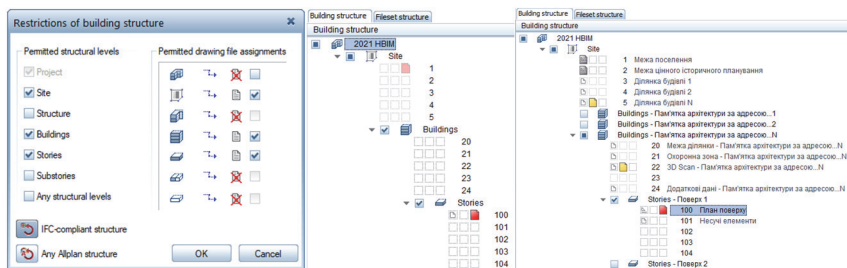 Restrictions of building structure
Permitted structural levels
Permitted drawing file assignments
Project
Site
Structure
Buildings
Stories
Substories
Any structural levels
IFC-compliant structure
Any Allplan structure
OK
Cancel
Building structure
Fileset structure
Building structure
2021 HBIM
Site
1
2
3
4
5
Buildings
20
21
22
23
24
Stories
100
101
102
103
104
Building structure
Fileset structure
Building structure
2021 HBIM
Site
1 Межа поселення
2 Межа цінного історичного планування
3 Ділянка будівлі 1
4 Ділянка будівлі 2
5 Ділянка будівлі N
Buildings - Пам'ятка архітектури за адресою...1
Buildings - Пам'ятка архітектури за адресою...2
Buildings - Пам'ятка архітектури за адресою...N
20 Межа ділянки - Пам'ятка архітектури за адресою...N
21 Охоронна зона - Пам'ятка архітектури за адресою...N
22 3D Scan - Пам'ятка архітектури за адресою...N
23
24 Додаткові дані - Пам'ятка архітектури за адресою...N
Stories - Поверх 1
100 План поверху
101 Несучі елементи
102
103
104
Stories - Поверх 2